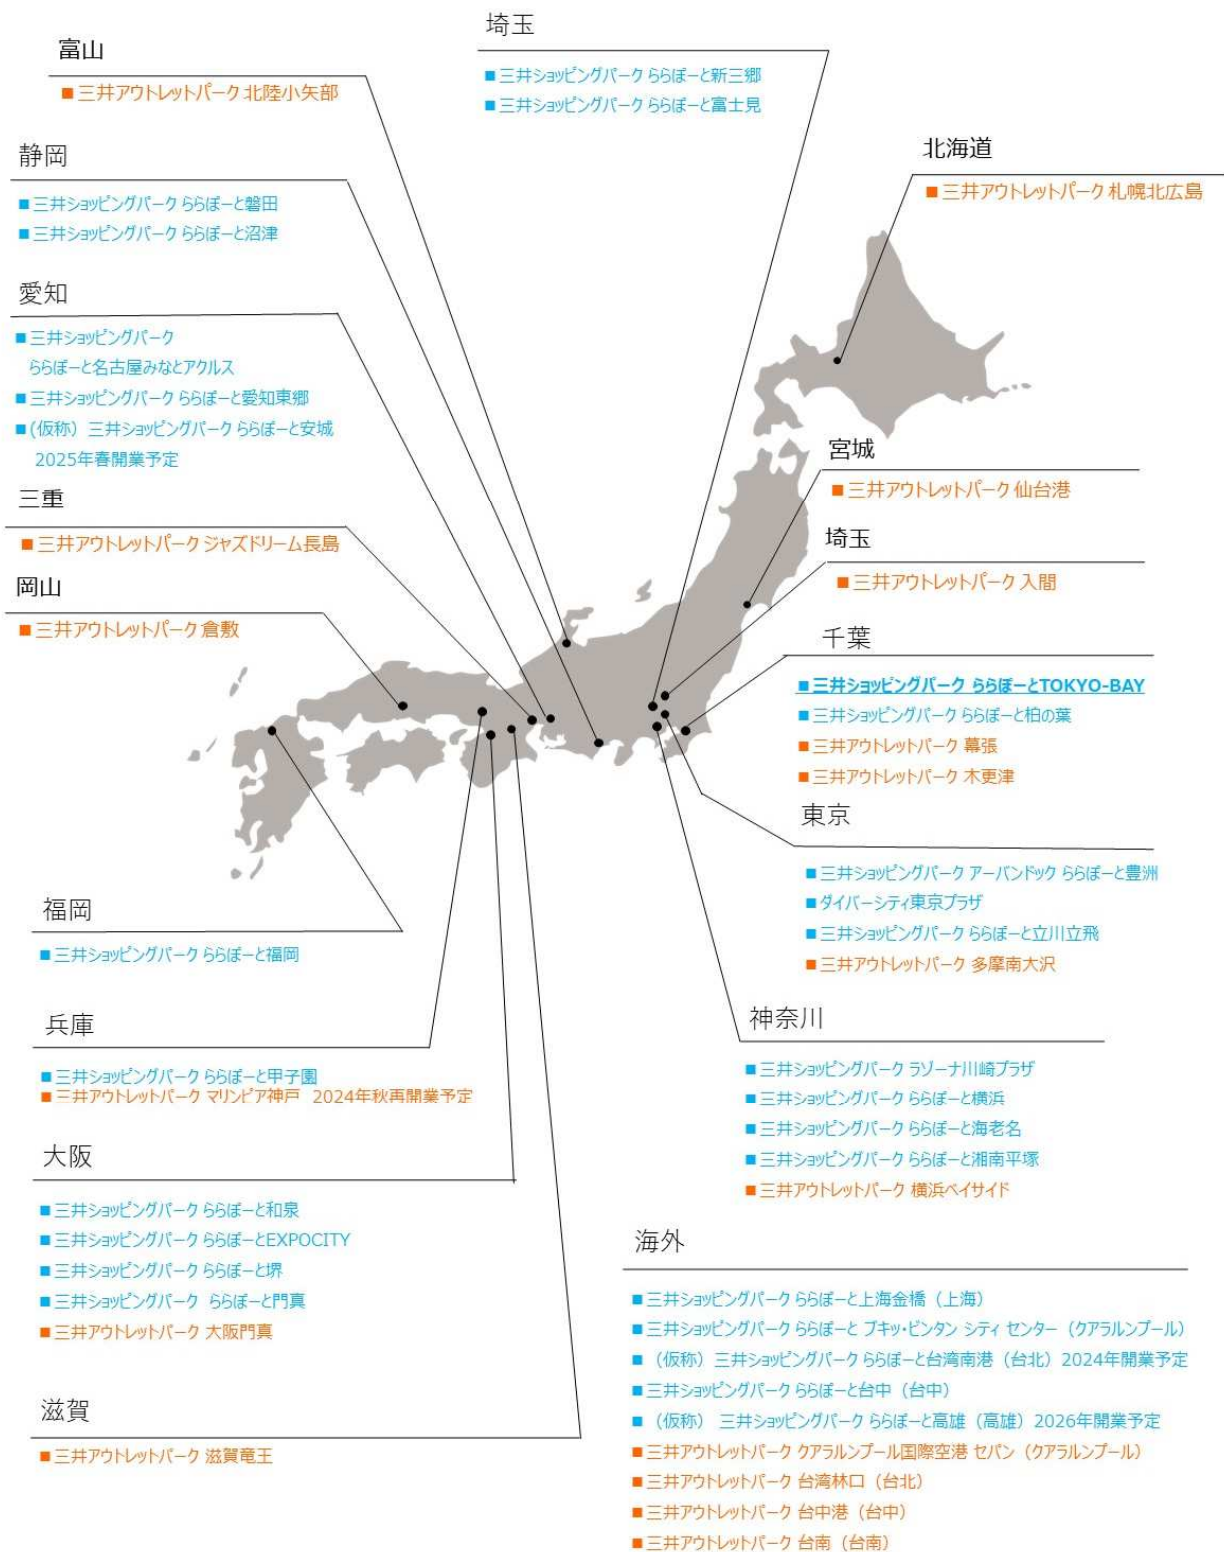 富山
■三井アウトレットパーク 北陸小矢部
静岡
■三井ショッピングパーク ららぽーと磐田
■三井ショッピングパーク ららぽーと沼津
愛知
■三井ショッピングパーク
ららぽーと名古屋みなとアクルス
■三井ショッピングパーク ららぽーと愛知東郷
■(仮称) 三井ショッピングパーク ららぽーと安城
2025年春開業予定
三重
■三井アウトレットパーク ジャズドリーム長島
岡山
■三井アウトレットパーク 倉敷
埼玉
■三井ショッピングパーク ららぽーと新三郷
■三井ショッピングパーク ららぽーと富士見
北海道
■三井アウトレットパーク 札幌北広島
宮城
■三井アウトレットパーク 仙台港
埼玉
■三井アウトレットパーク 入間
千葉
■三井ショッピングパーク ららぽーとTOKYO-BAY
■三井ショッピングパーク ららぽーと柏の葉
■三井アウトレットパーク 幕張
■三井アウトレットパーク 木更津
東京
■三井ショッピングパーク アーバンドック ららぽーと豊洲
■ダイバーシティ東京プラザ
■三井ショッピングパーク ららぽーと立川立飛
■三井アウトレットパーク 多摩南大沢
福岡
■三井ショッピングパーク ららぽーと福岡
兵庫
■三井ショッピングパーク ららぽーと甲子園
■三井アウトレットパーク マリンピア神戸 2024年秋再開業予定
大阪
■三井ショッピングパーク ららぽーと和泉
■三井ショッピングパーク ららぽーとEXPOCITY
■三井ショッピングパーク ららぽーと堺
■三井ショッピングパーク ららぽーと門真
■三井アウトレットパーク 大阪門真
滋賀
■三井アウトレットパーク 滋賀竜王
神奈川
■三井ショッピングパーク ラゾーナ川崎プラザ
■三井ショッピングパーク ららぽーと横浜
■三井ショッピングパーク ららぽーと海老名
■三井ショッピングパーク ららぽーと湘南平塚
■三井アウトレットパーク 横浜ベイサイド
海外
■三井ショッピングパーク ららぽーと上海金橋（上海）
■三井ショッピングパーク ららぽーと ブキッ・ビンタン シティ センター（クアラルンプール）
■（仮称）三井ショッピングパーク ららぽーと台湾南港（台北）2024年開業予定
■三井ショッピングパーク ららぽーと台中（台中）
■（仮称） 三井ショッピングパーク ららぽーと高雄（高雄）2026年開業予定
■三井アウトレットパーク クアラルンプール国際空港 セパン（クアラルンプール）
■三井アウトレットパーク 台湾林口（台北）
■三井アウトレットパーク 台中港（台中）
■三井アウトレットパーク 台南（台南）